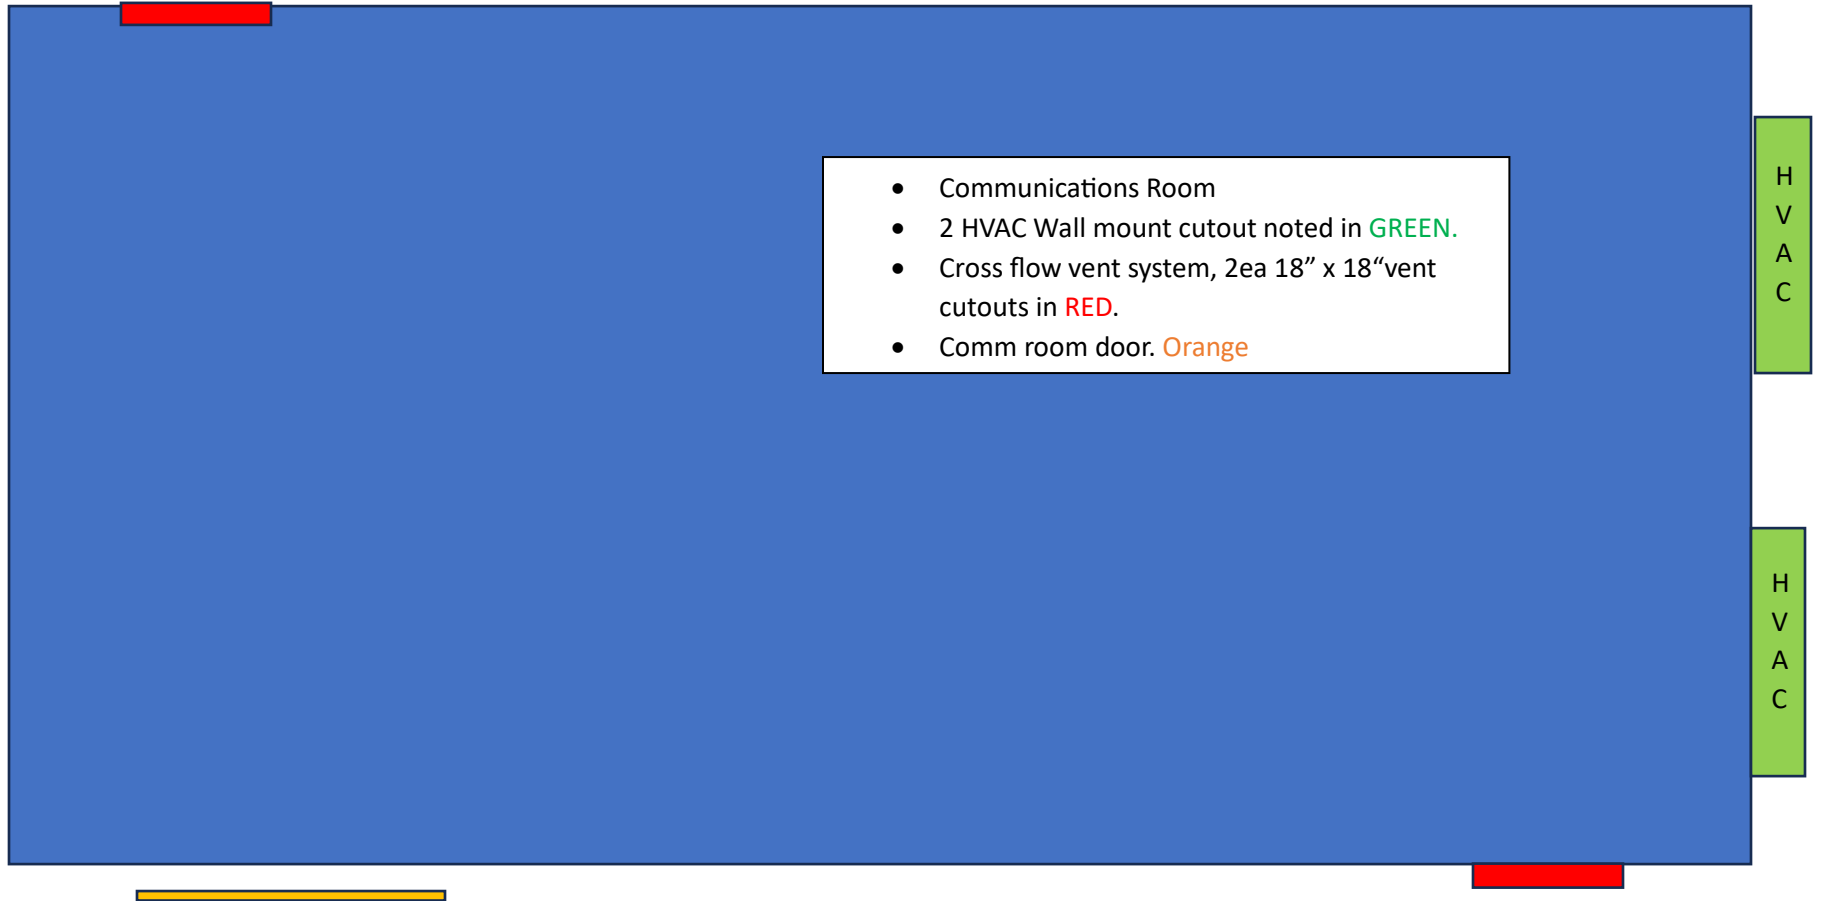 • Communications Room
• 2 HVAC Wall mount cutout noted in GREEN.
• Cross flow vent system, 2ea 18” x 18“vent
cutouts in RED.
• Comm room door. Orange
H
V
A
C
H
V
A
C